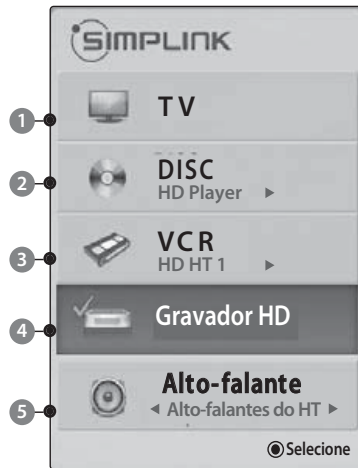 SIMPLINK
1
TV
2
DISC
HD Player ▶
3
VCR
HD HT 1 ▶
4
Gravador HD
5
Alto-falante
◀ Alto-falantes do HT ▶
◉Selecione